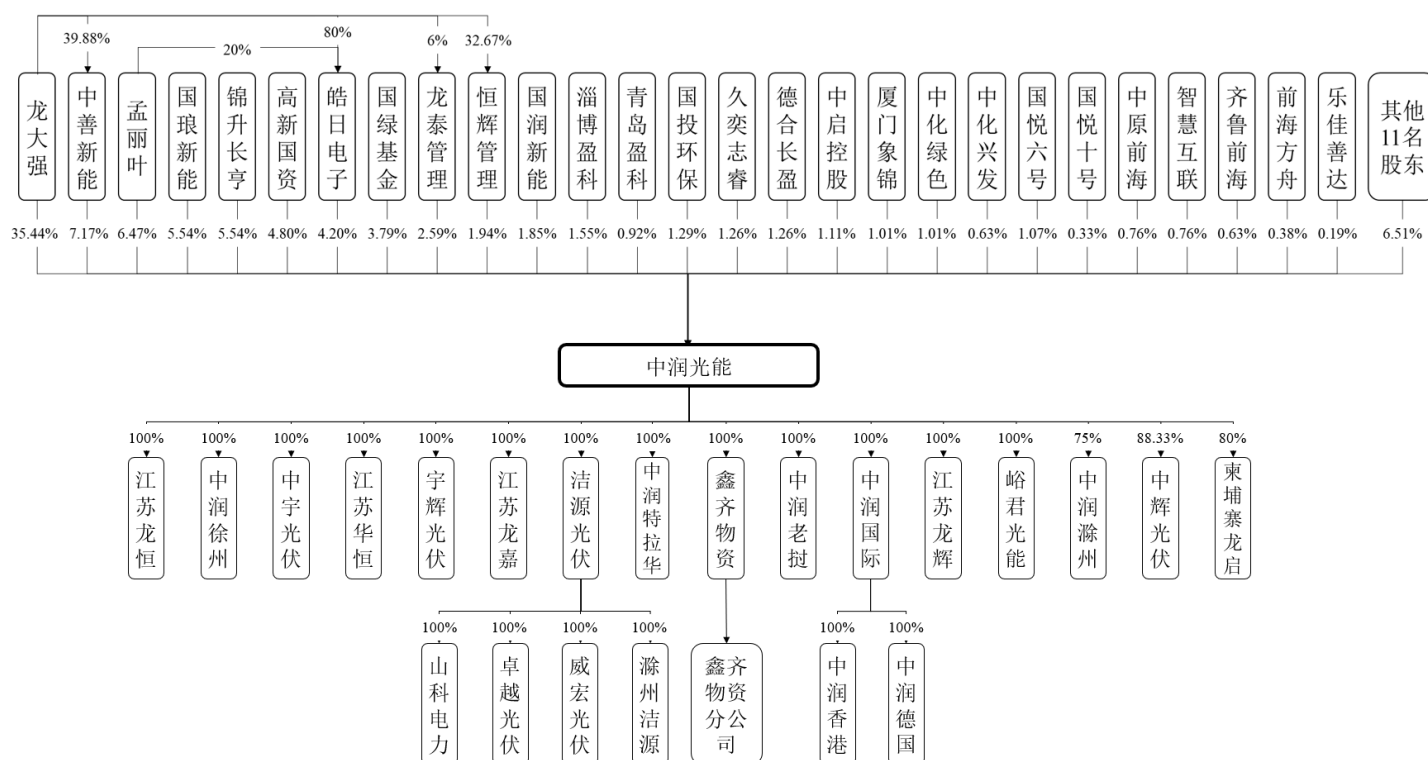 39.88%
80%
6%
32.67%
20%
龙大强
中善新能
孟丽叶
国琅新能
锦升长亨
高新国资
皓日电子
国绿基金
龙泰管理
恒辉管理
国润新能
淄博盈科
青岛盈科
国投环保
久奕志睿
德合长盈
中启控股
厦门象锦
中化绿色
中化兴发
国悦六号
国悦十号
中原前海
智慧互联
齐鲁前海
前海方舟
乐佳善达
其他
11名
股东
35.44%
7.17%
6.47%
5.54%
5.54%
4.80%
4.20%
3.79%
2.59%
1.94%
1.85%
1.55%
0.92%
1.29%
1.26%
1.26%
1.11%
1.01%
1.01%
0.63%
1.07%
0.33%
0.76%
0.76%
0.63%
0.38%
0.19%
6.51%
中润光能
100%
100%
100%
100%
100%
100%
100%
100%
100%
100%
100%
100%
100%
75%
88.33%
80%
江苏龙恒
中润徐州
中宇光伏
江苏华恒
宇辉光伏
江苏龙嘉
洁源光伏
中润特拉华
鑫齐物资
中润老挝
中润国际
江苏龙辉
峪君光能
中润滁州
中辉光伏
柬埔寨龙启
100%
100%
100%
100%
100%
100%
山科电力
卓越光伏
威宏光伏
滁州洁源
鑫齐
物资
分公
司
中润香港
中润德国